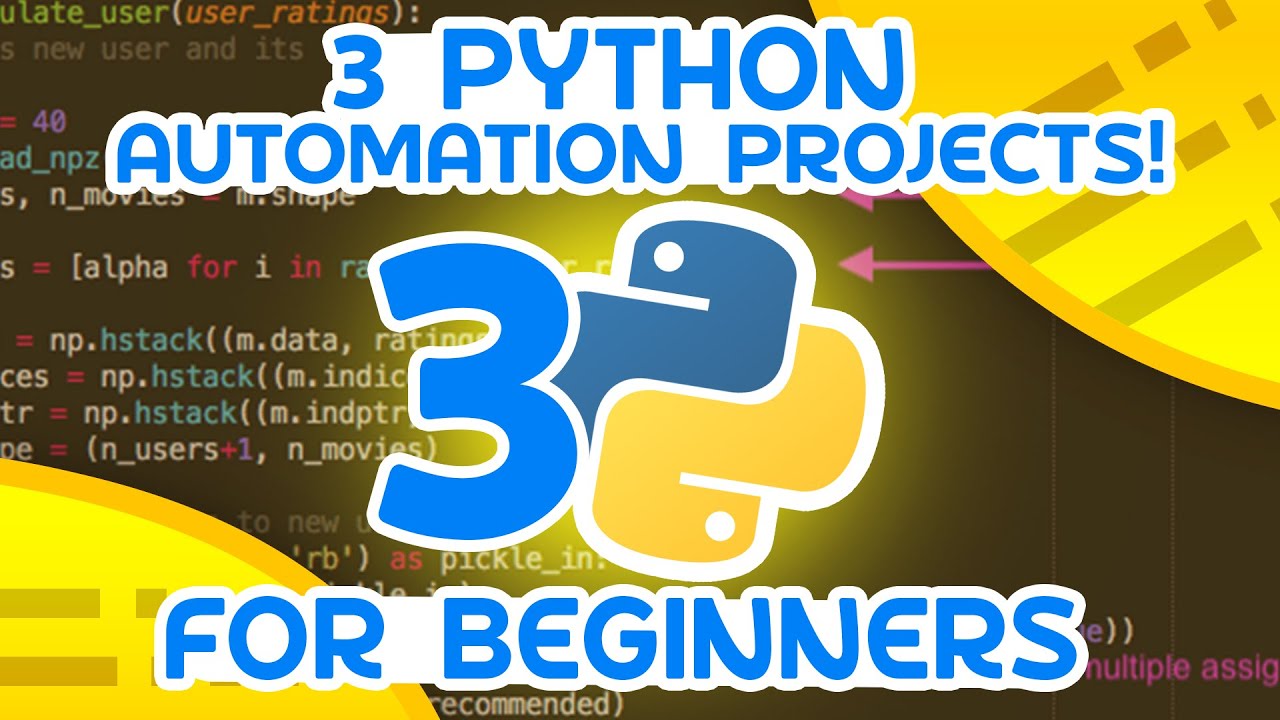 ulate_user(user_ratings):
s new user and its
3 PYTHON
= 40
AUTOMATION PROJECTS!
ad_npz
s, n_movies = m.shape
s = [alpha for i in
3
= np.hstack((m.data, ratings
ces = np.hstack((m.indic
tr = np.hstack((m.indptr
pe = (n_users+1, n_movies)
to new u
'rb') as pickle_in:
FOR BEGINNERS
e))
multiple assig
recommended)